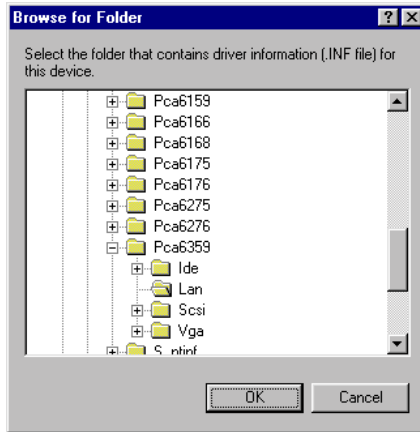 Browse for Folder
Select the folder that contains driver information (.INF file) for
this device.
Pca6159
Pca6166
Pca6168
Pca6175
Pca6176
Pca6275
Pca6276
Pca6359
Ide
Lan
Scsi
Vga
OK
Cancel